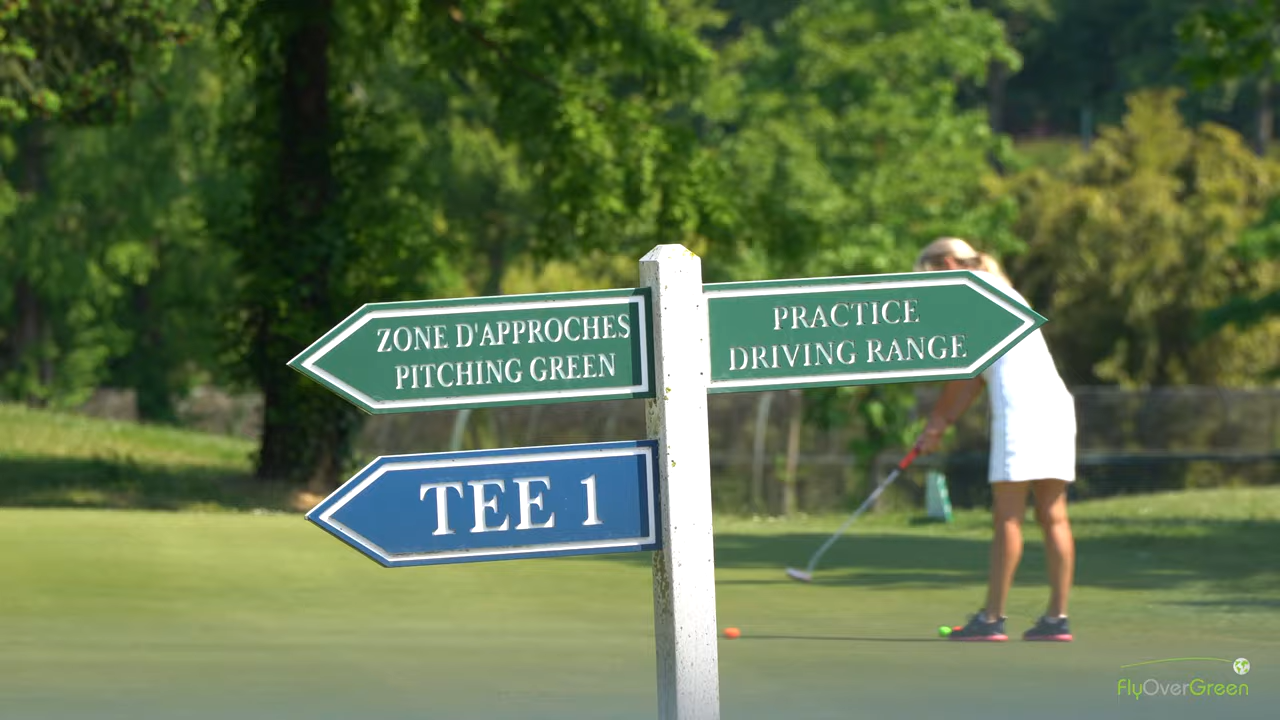 ZONE D'APPROCHES
PITCHING GREEN
PRACTICE
DRIVING RANGE
TEE 1
FlyOverGreen